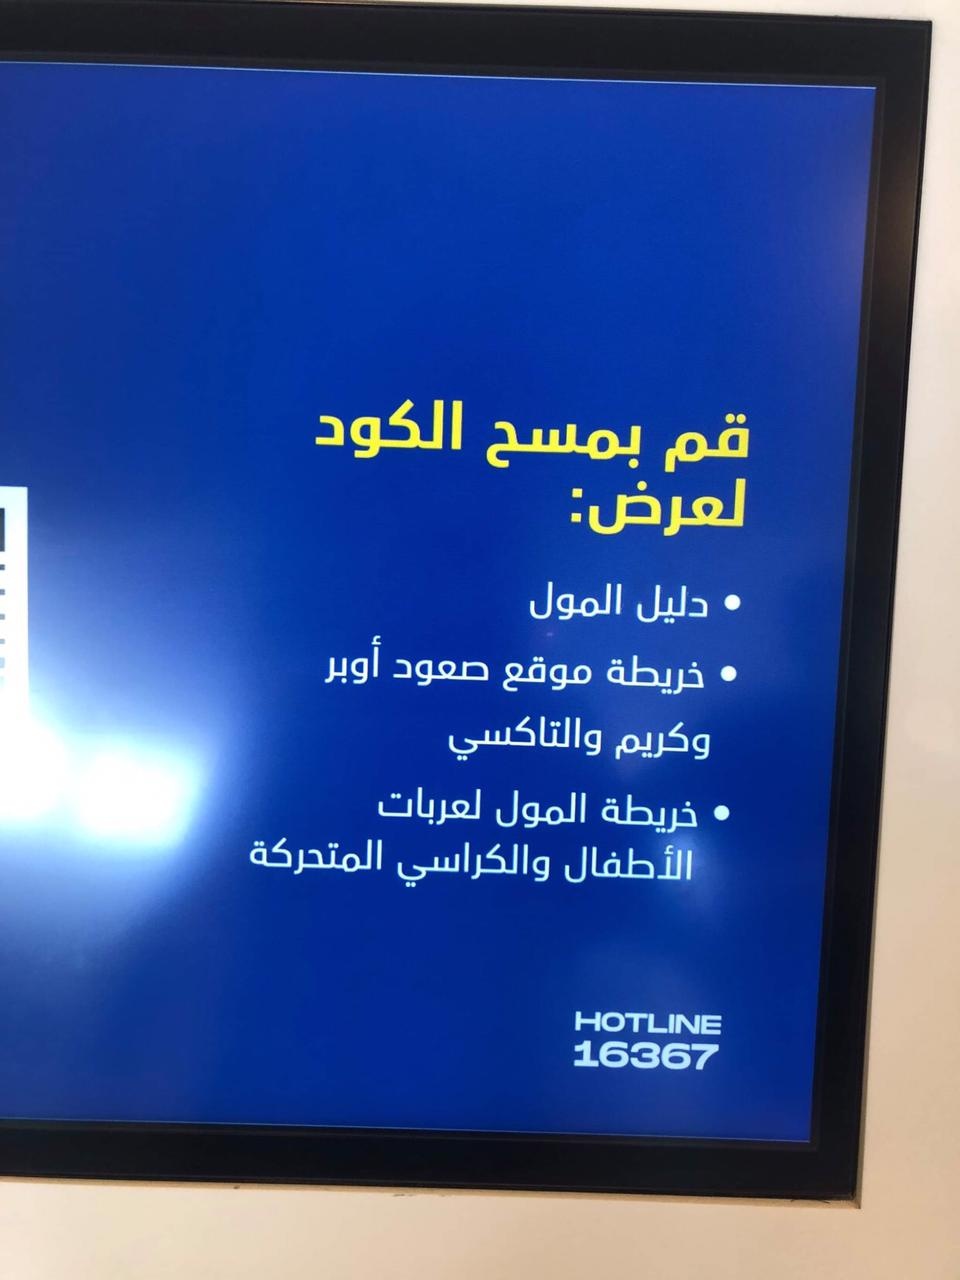 قم بمسح الكود
لعرض:
• دليل المول
• خريطة موقع صعود أوبر
وكريم والتاكسي
• خريطة المول لعربات
الأطفال والكراسي المتحركة
HOTLINE
16367